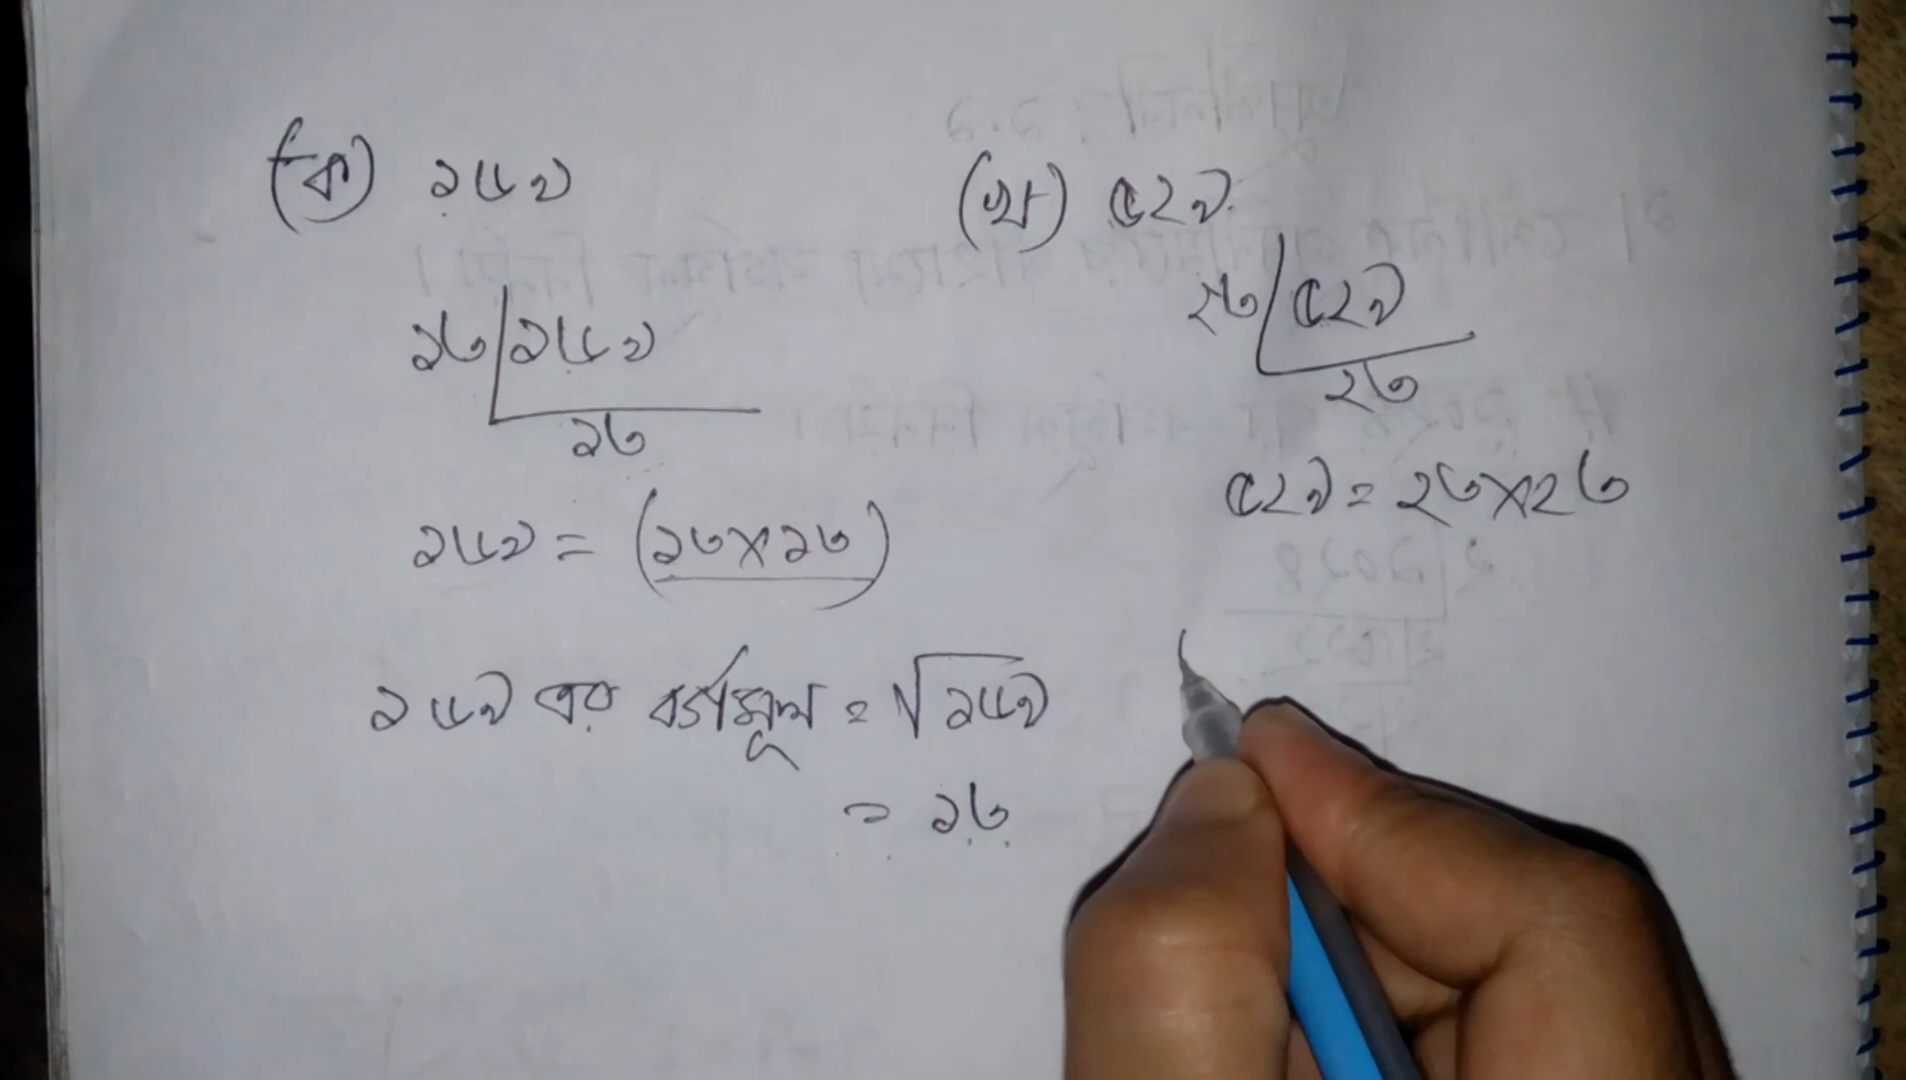 (ক) ১৬৯
১৩ ১৬৯
১৩
১৬৯ = (১৩×১৩)
১৬৯ এর বর্গমূল = √১৬৯
= ১৩
(খ) ৫২৯
২৩ ৫২৯
২৩
৫২৯ = ২৩×২৩